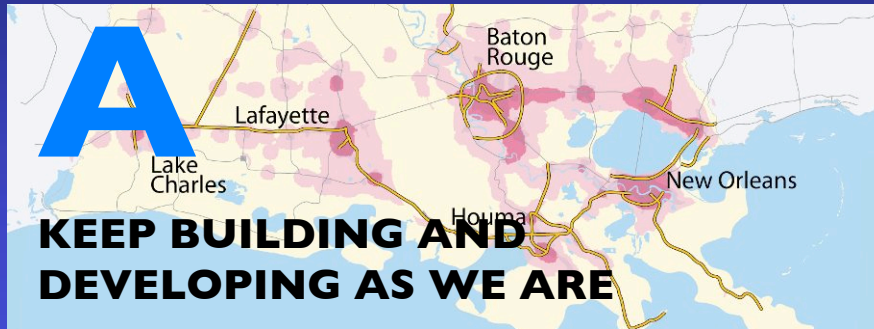 A
Baton
Rouge
Lafayette
Lake
Charles
New Orleans
Houma
KEEP BUILDING AND
DEVELOPING AS WE ARE